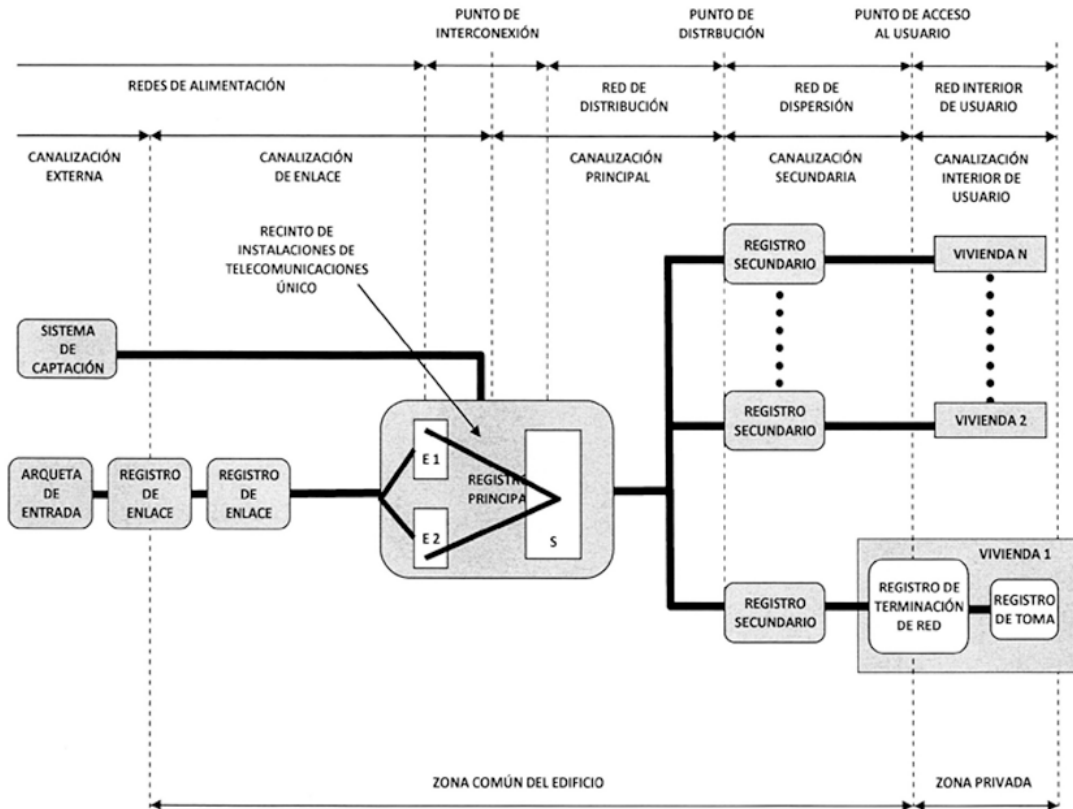 PUNTO DE
INTERCONEXIÓN
PUNTO DE
DISTRBUCIÓN
PUNTO DE ACCESO
AL USUARIO
REDES DE ALIMENTACIÓN
RED DE
DISTRIBUCIÓN
RED DE
DISPERSIÓN
RED INTERIOR
DE USUARIO
CANALIZACIÓN
EXTERNA
CANALIZACIÓN
DE ENLACE
CANALIZACIÓN
PRINCIPAL
CANALIZACIÓN
SECUNDARIA
CANALIZACIÓN
INTERIOR DE
USUARIO
RECINTO DE
INSTALACIONES DE
TELECOMUNICACIONES
ÚNICO
REGISTRO
SECUNDARIO
VIVIENDA N
SISTEMA
DE
CAPTACIÓN
REGISTRO
SECUNDARIO
VIVIENDA 2
ARQUETA
DE
ENTRADA
REGISTRO
DE
ENLACE
REGISTRO
DE
ENLACE
E 1
REGISTRO
PRINCIPA
E 2
S
VIVIENDA 1
REGISTRO
SECUNDARIO
REGISTRO DE
TERMINACIÓN
DE RED
REGISTRO
DE TOMA
ZONA COMÚN DEL EDIFICIO
ZONA PRIVADA